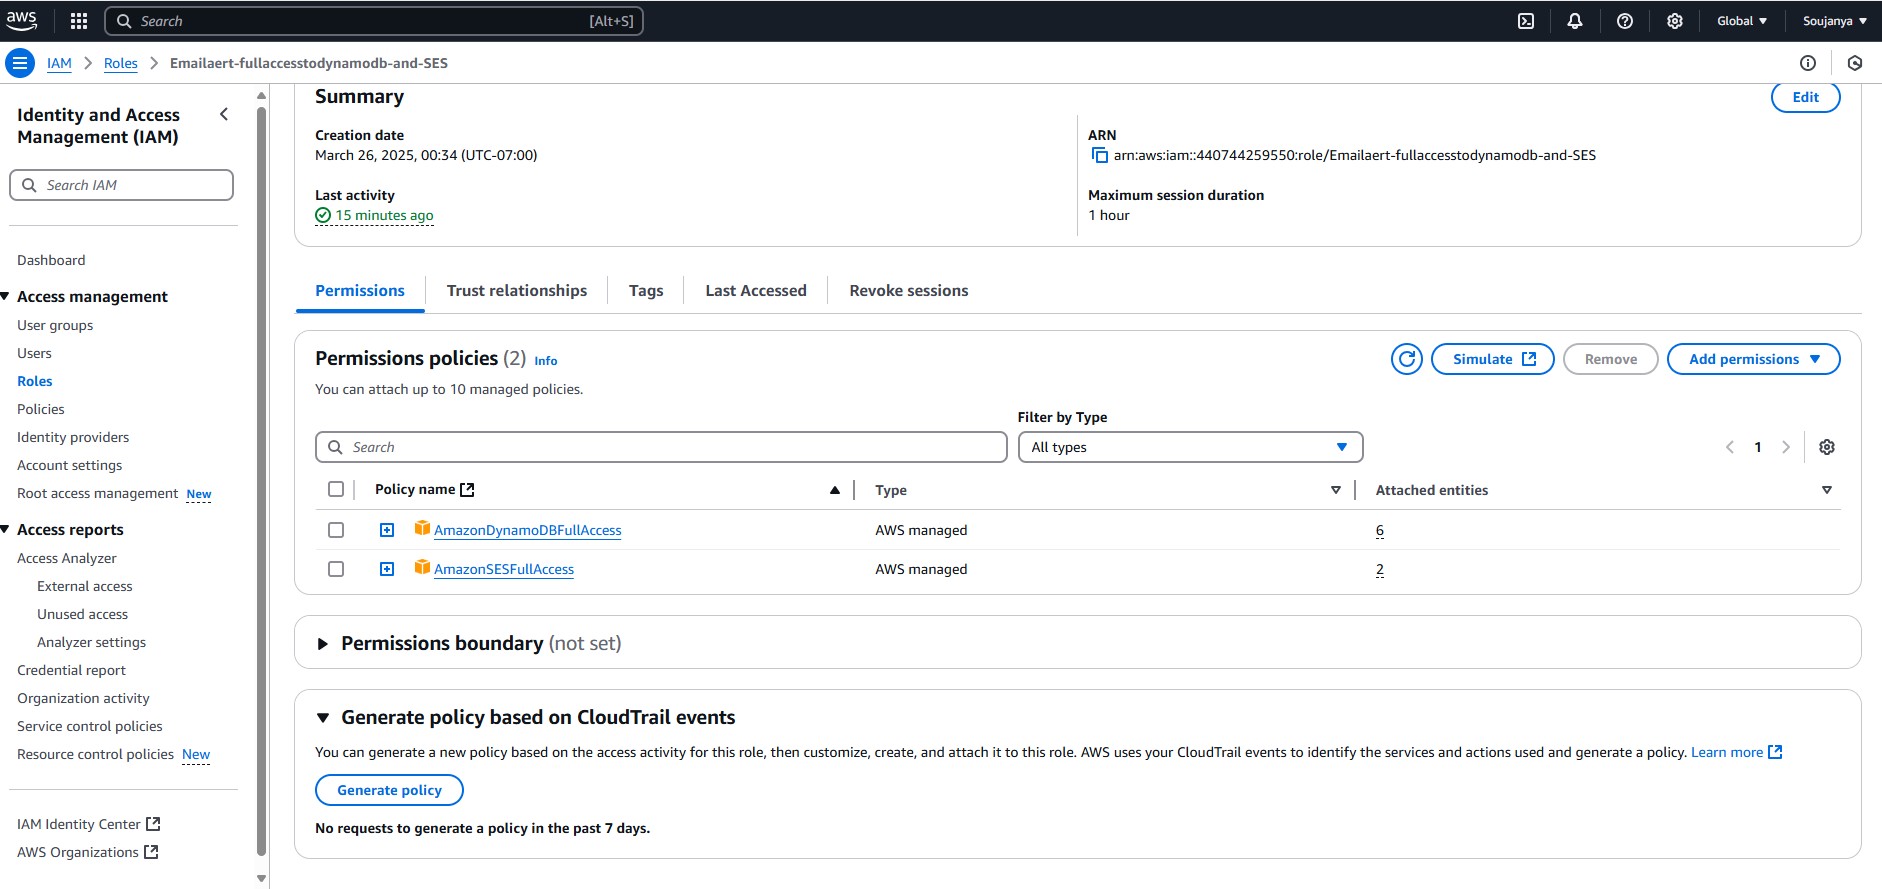 aws
Search [Alt+S]
Global
Soujanya
IAM
Roles
Emailaert-fullaccesstodynamodb-and-SES
Identity and Access Management (IAM)
Search IAM
Dashboard
Access management
User groups
Users
Roles
Policies
Identity providers
Account settings
Root access management New
Access reports
Access Analyzer
External access
Unused access
Analyzer settings
Credential report
Organization activity
Service control policies
Resource control policies New
IAM Identity Center
AWS Organizations
Summary
Edit
Creation date
March 26, 2025, 00:34 (UTC-07:00)
ARN
arn:aws:iam::440744259550:role/Emailaert-fullaccesstodynamodb-and-SES
Last activity
15 minutes ago
Maximum session duration
1 hour
Permissions
Trust relationships
Tags
Last Accessed
Revoke sessions
Permissions policies (2) Info
Simulate
Remove
Add permissions
You can attach up to 10 managed policies.
Filter by Type
Search
All types
1
Policy name
Type
Attached entities
AmazonDynamoDBFullAccess AWS managed 6
AmazonSESFullAccess AWS managed 2
Permissions boundary (not set)
Generate policy based on CloudTrail events
You can generate a new policy based on the access activity for this role, then customize, create, and attach it to this role. AWS uses your CloudTrail events to identify the services and actions used and generate a policy. Learn more
Generate policy
No requests to generate a policy in the past 7 days.